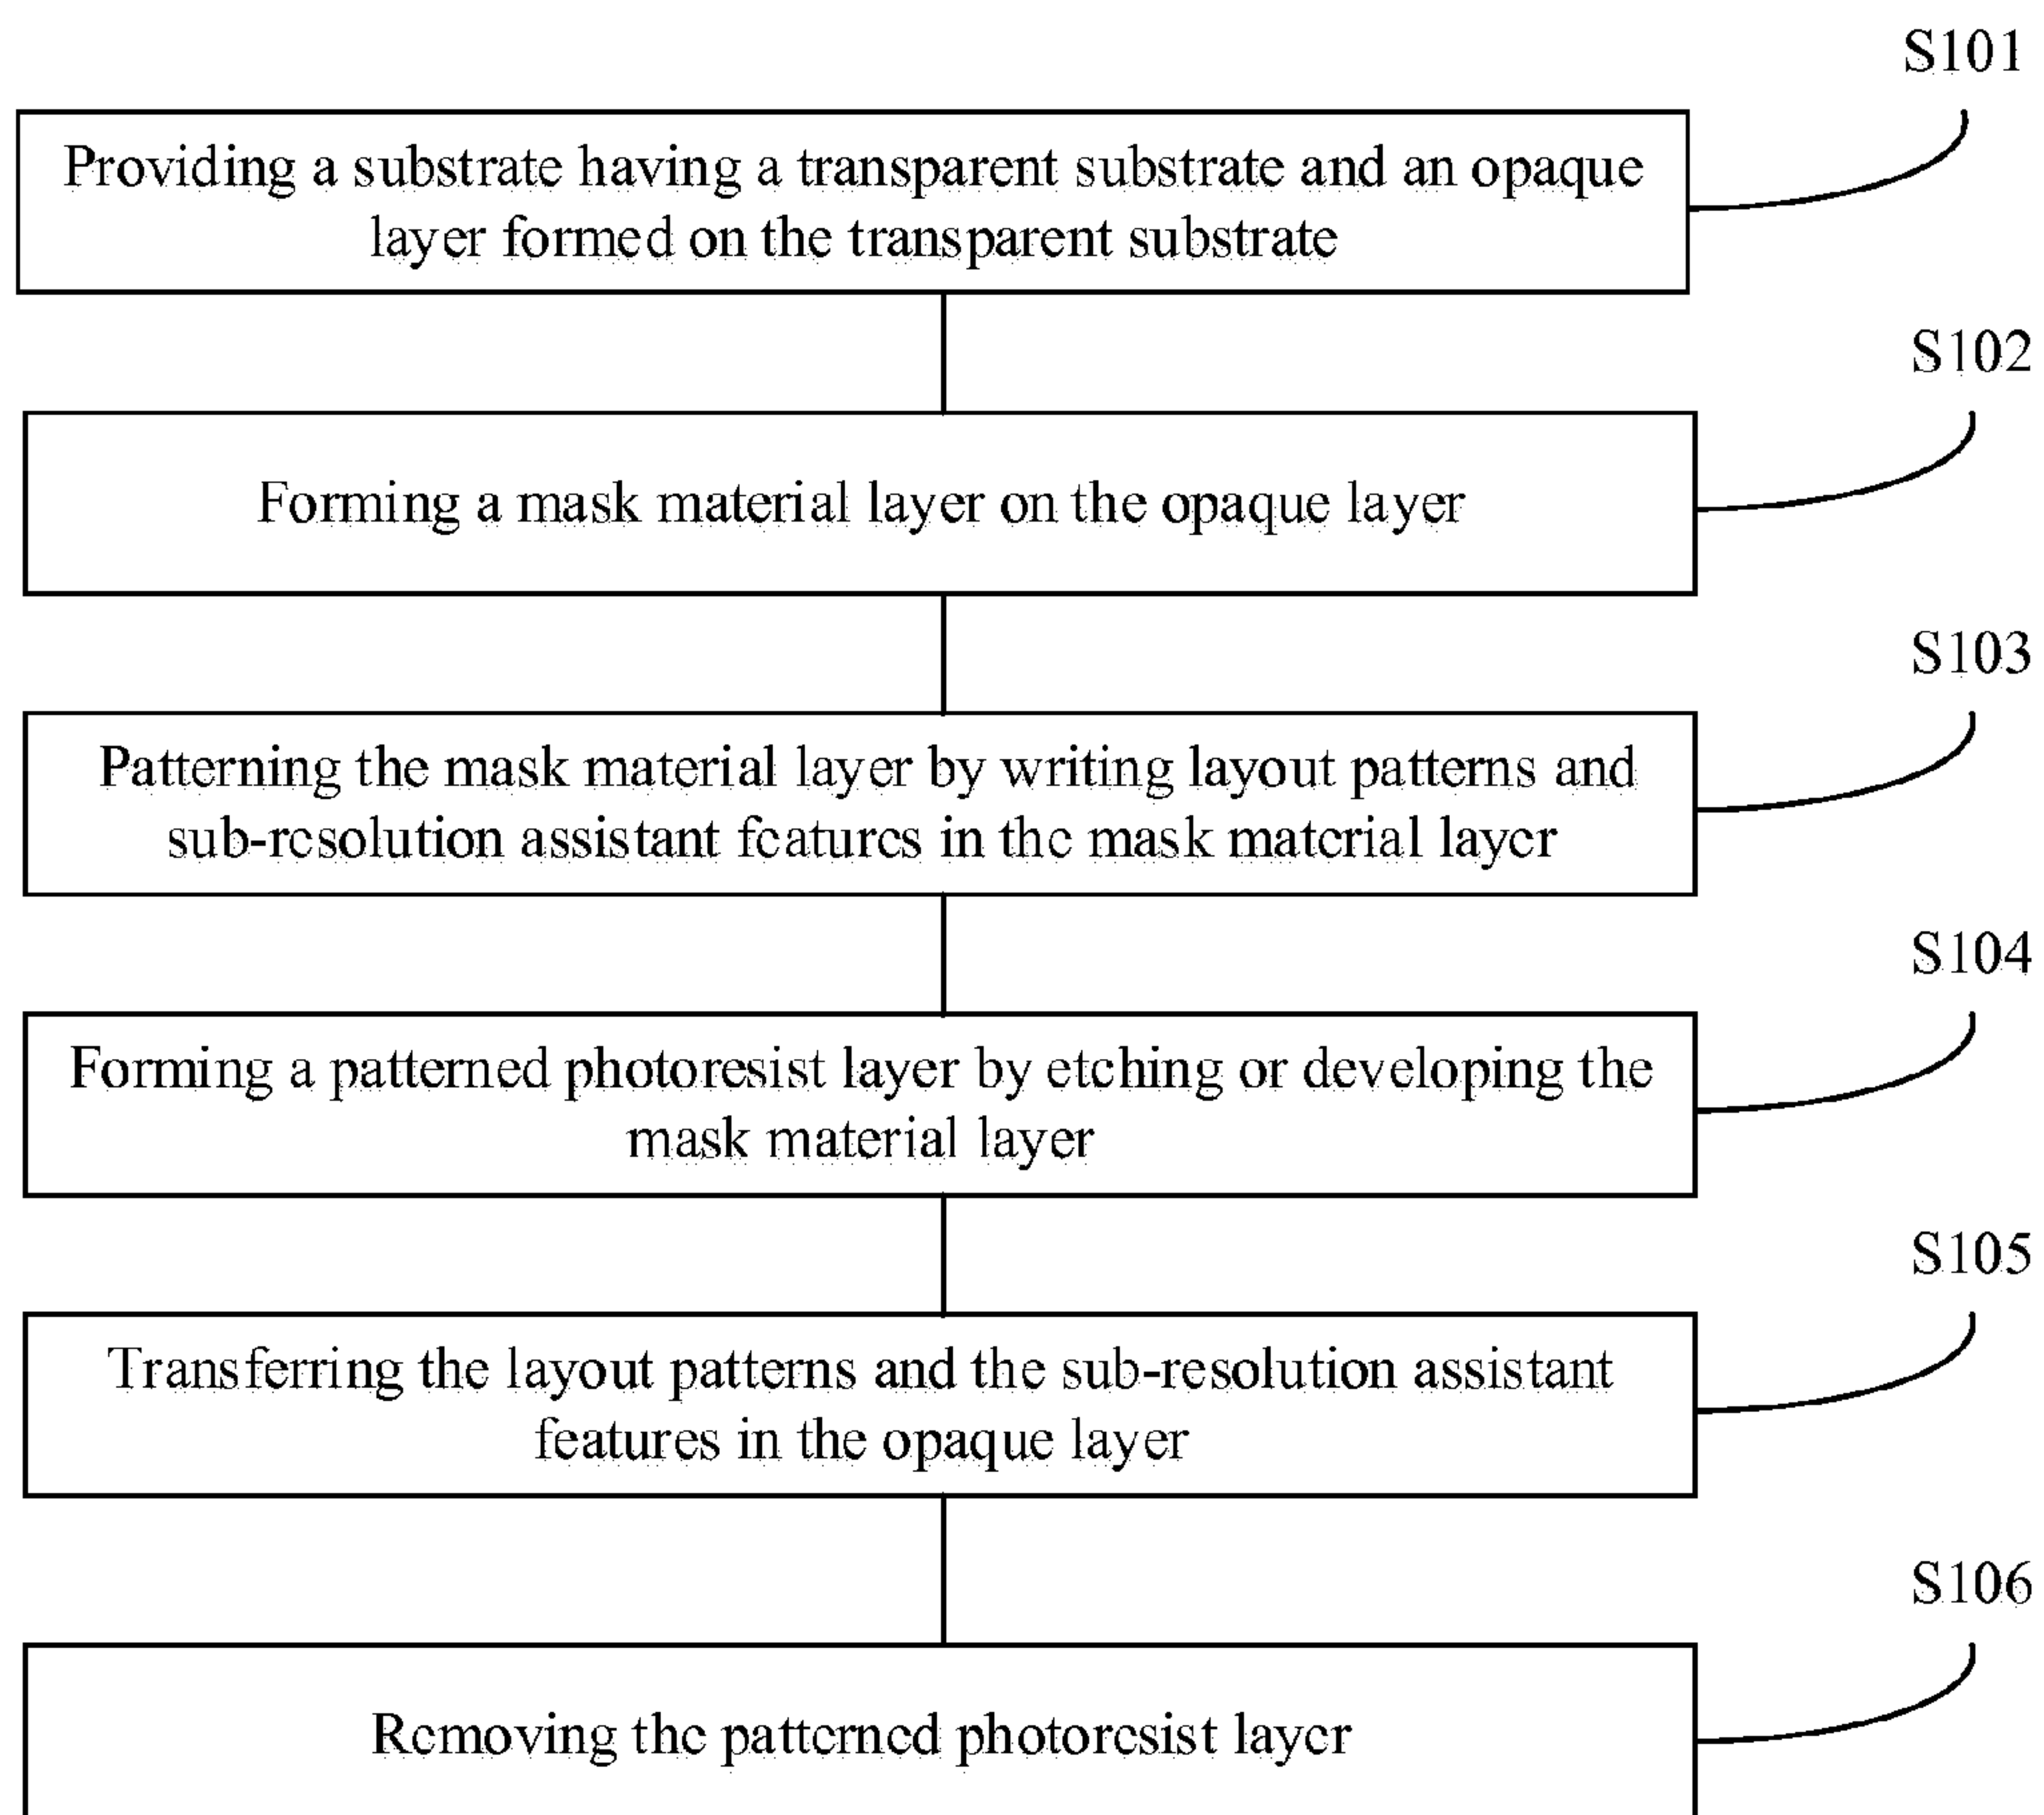 S101
Providing a substrate having a transparent substrate and an opaque
layer formed on the transparent substrate
S102
Forming a mask material layer on the opaque layer
S103
Patterning the mask material layer by writing layout patterns and
sub-resolution assistant features in the mask material layer
S104
Forming a patterned photoresist layer by etching or developing the
mask material layer
S105
Transferring the layout patterns and the sub-resolution assistant
features in the opaque layer
S106
Removing the patterned photoresist layer